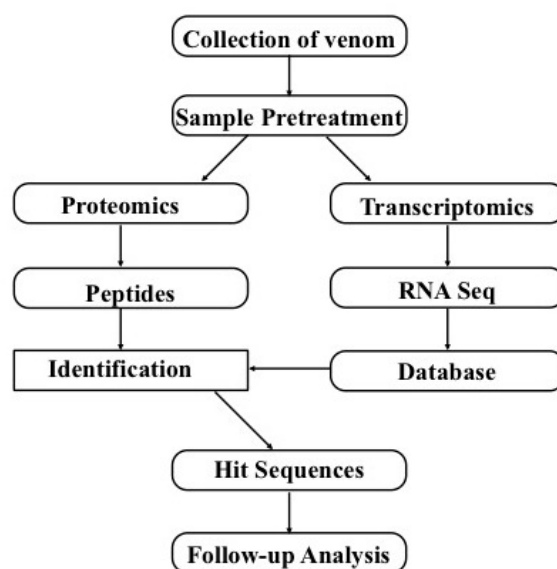 Collection of venom
Sample Pretreatment
Proteomics
Transcriptomics
Peptides
RNA Seq
Identification
Database
Hit Sequences
Follow-up Analysis